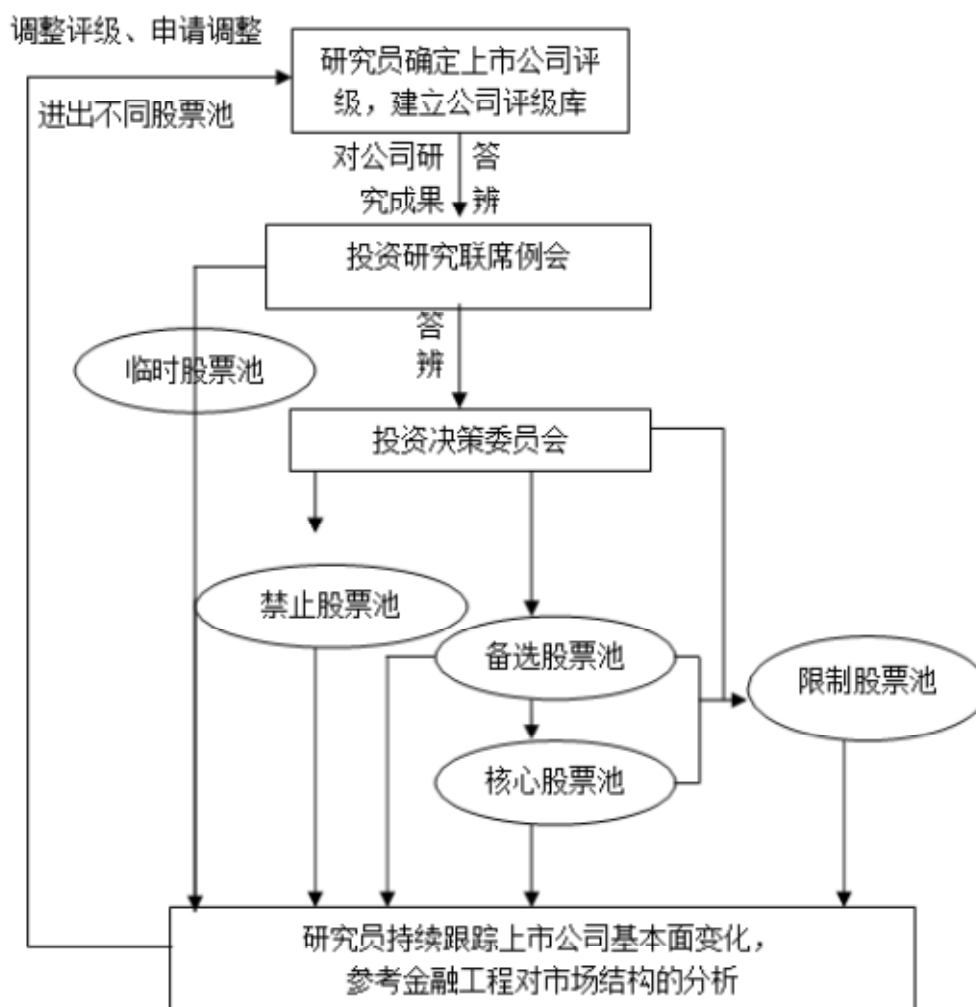 调整评级、申请调整
进出不同股票池
研究员确定上市公司评
级，建立公司评级库
对公司研
究成果
答
辨
投资研究联席例会
答
辨
临时股票池
投资决策委员会
禁止股票池
备选股票池
限制股票池
核心股票池
研究员持续跟踪上市公司基本面变化，
参考金融工程对市场结构的分析